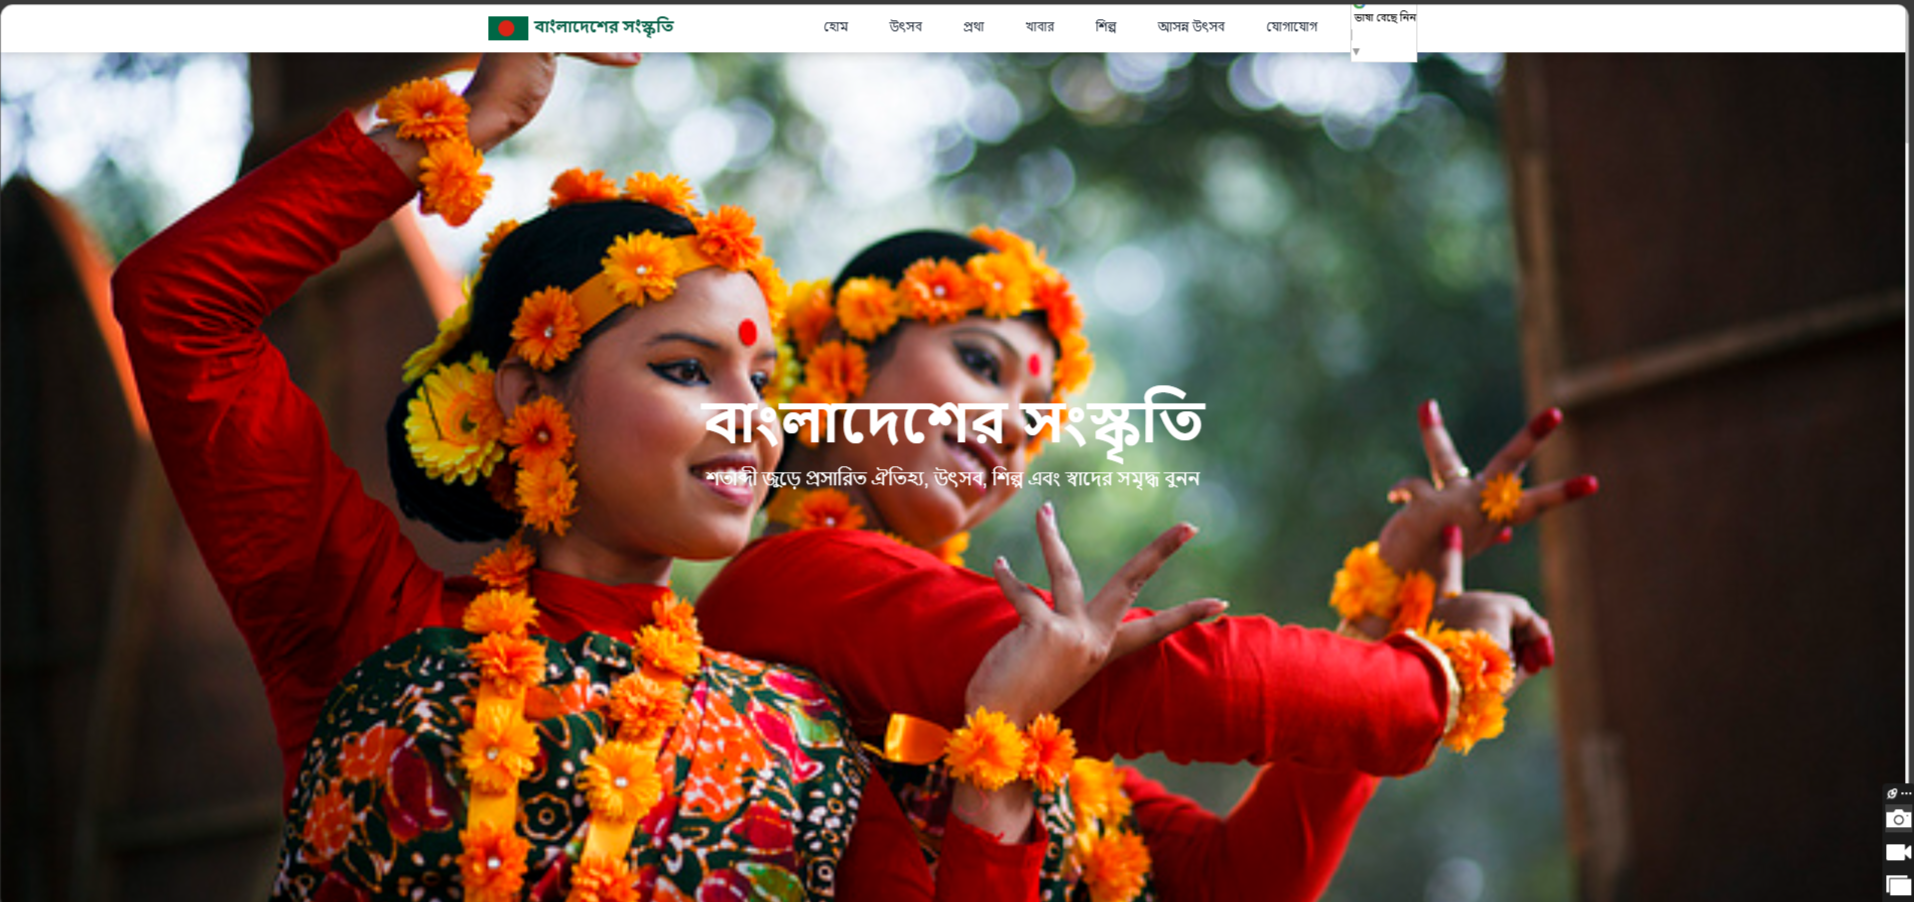 বাংলাদেশের সংস্কৃতি
হোম উৎসব প্রথা খাবার শিল্প আসন্ন উৎসব যোগাযোগ
ভাষা বেছে নিন
বাংলাদেশের সংস্কৃতি
শতাব্দী জুড়ে প্রসারিত ঐতিহ্য, উৎসব, শিল্প এবং স্বাদের সমৃদ্ধ বুনন